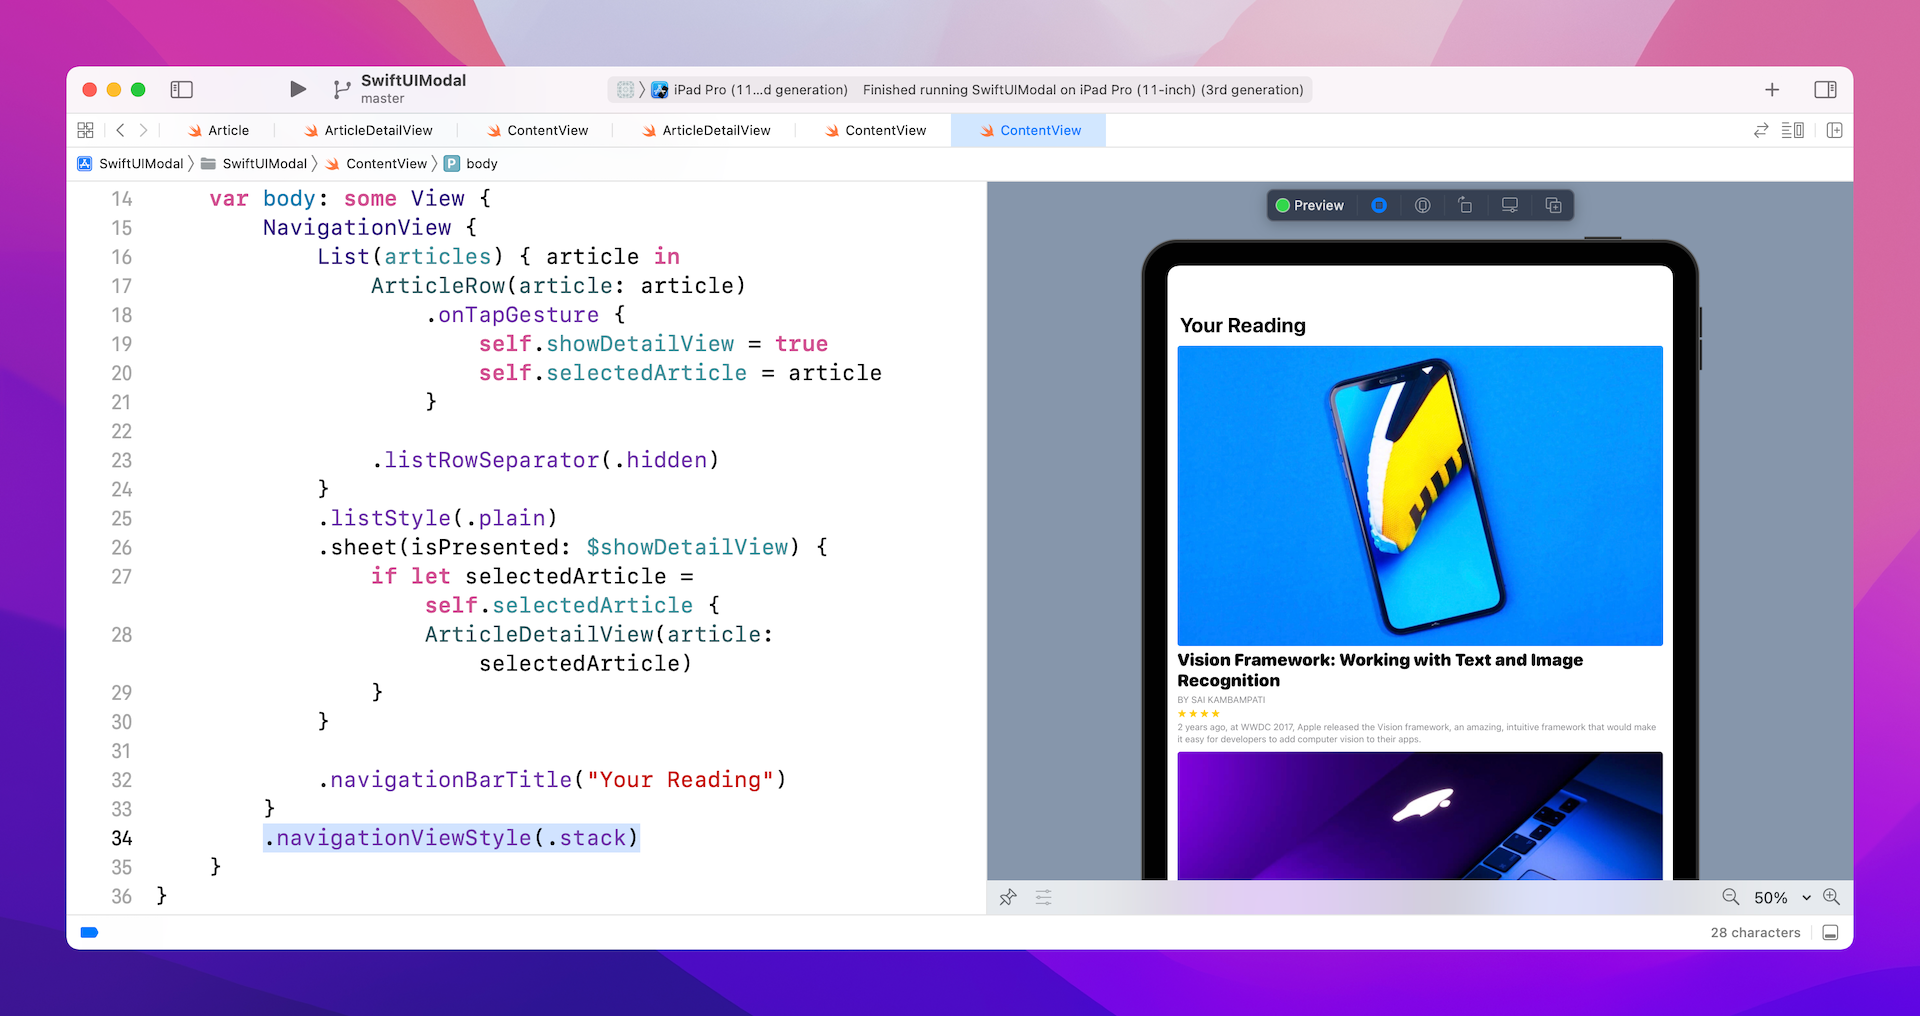 SwiftUIModal
master
iPad Pro (11...d generation) Finished running SwiftUIModal on iPad Pro (11-inch) (3rd generation)
Article ArticleDetailView ContentView ArticleDetailView ContentView ContentView
SwiftUIModal SwiftUIModal ContentView P body
14 var body: some View {
15 NavigationView {
16 List(articles) { article in
17 ArticleRow(article: article)
18 .onTapGesture {
19 self.showDetailView = true
20 self.selectedArticle = article
21 }
22
23 .listRowSeparator(.hidden)
24 }
25 .listStyle(.plain)
26 .sheet(isPresented: $showDetailView) {
27 if let selectedArticle =
self.selectedArticle {
28 ArticleDetailView(article:
selectedArticle)
29 }
30 }
31
32 .navigationBarTitle("Your Reading")
33 }
34 .navigationViewStyle(.stack)
35 }
36 }
Preview
Your Reading
Vision Framework: Working with Text and Image
Recognition
BY SAI KAMBAMPATI
2 years ago, at WWDC 2017, Apple released the Vision framework, an amazing, intuitive framework that would make
it easy for developers to add computer vision to their apps.
50%
28 characters